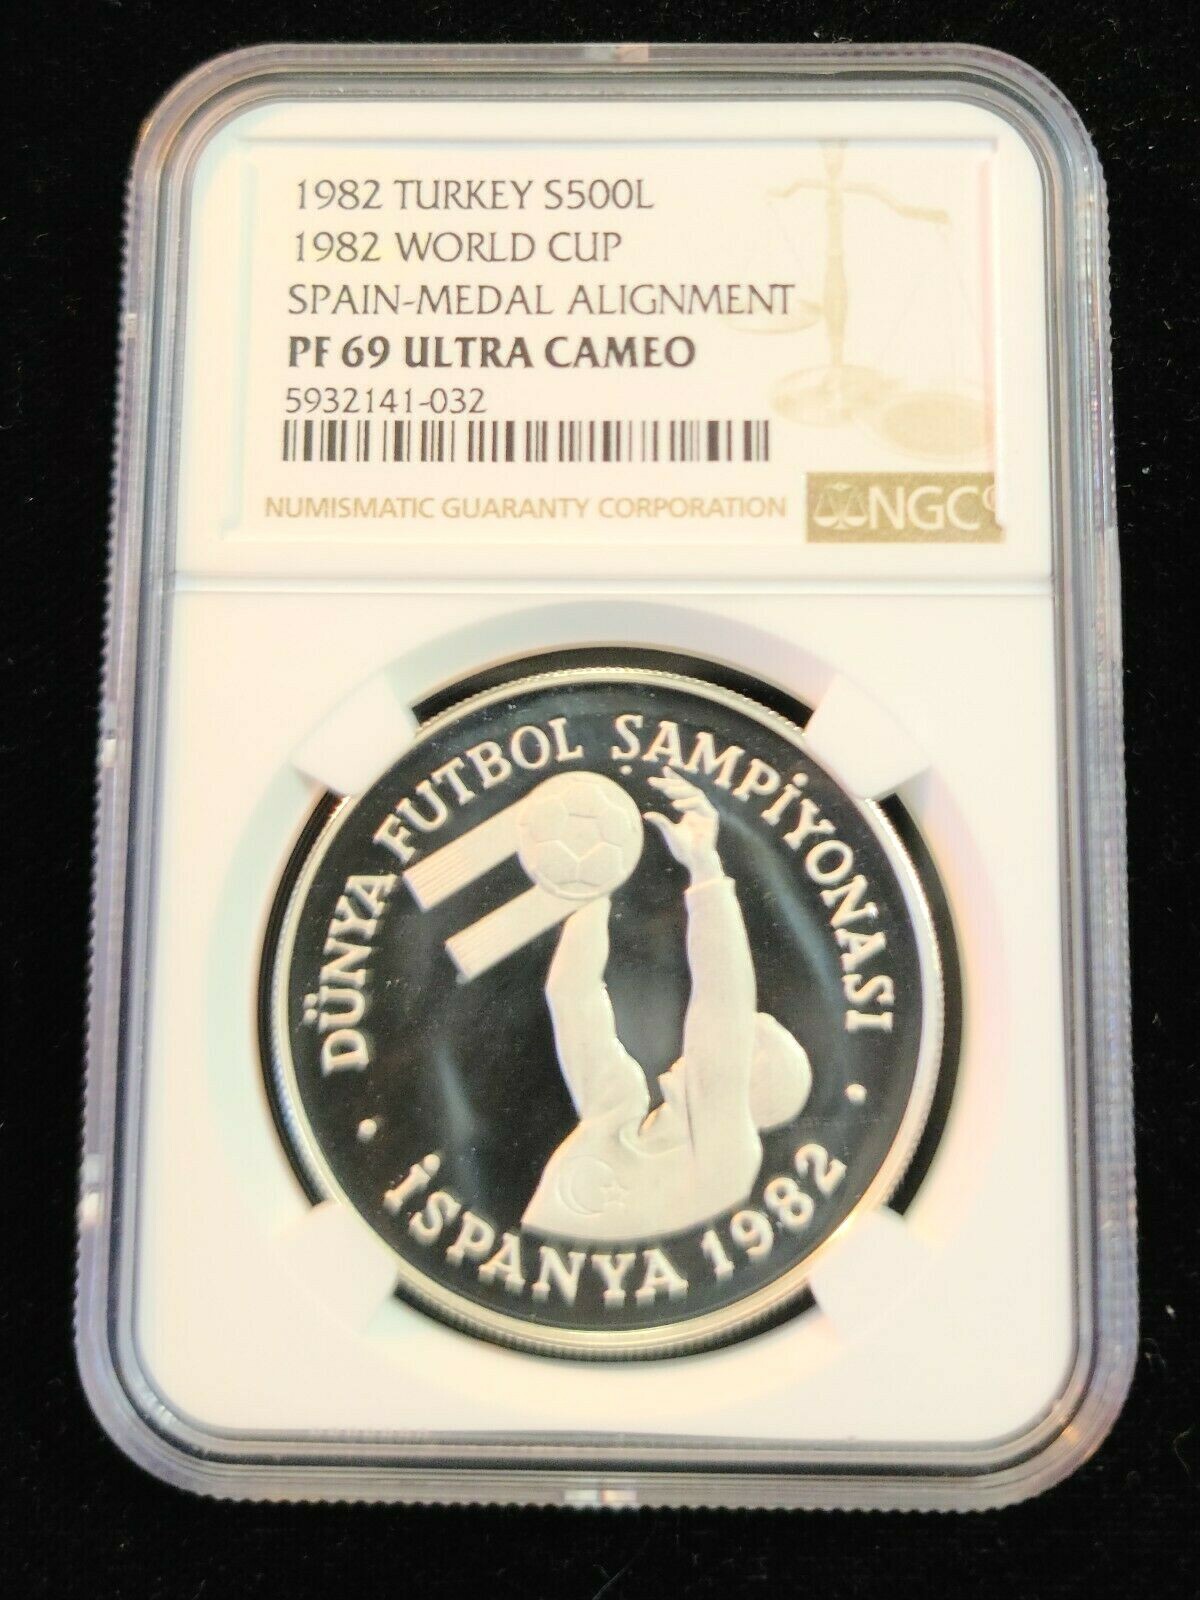 1982 TURKEY S500L
1982 WORLD CUP
SPAIN-MEDAL ALIGNMENT
PF 69 ULTRA CAMEO
5932141-032
NUMISMATIC GUARANTY CORPORATION
NGC
DÜNYA FUTBOL ŞAMPİYONASI
· İSPANYA 1982 ·